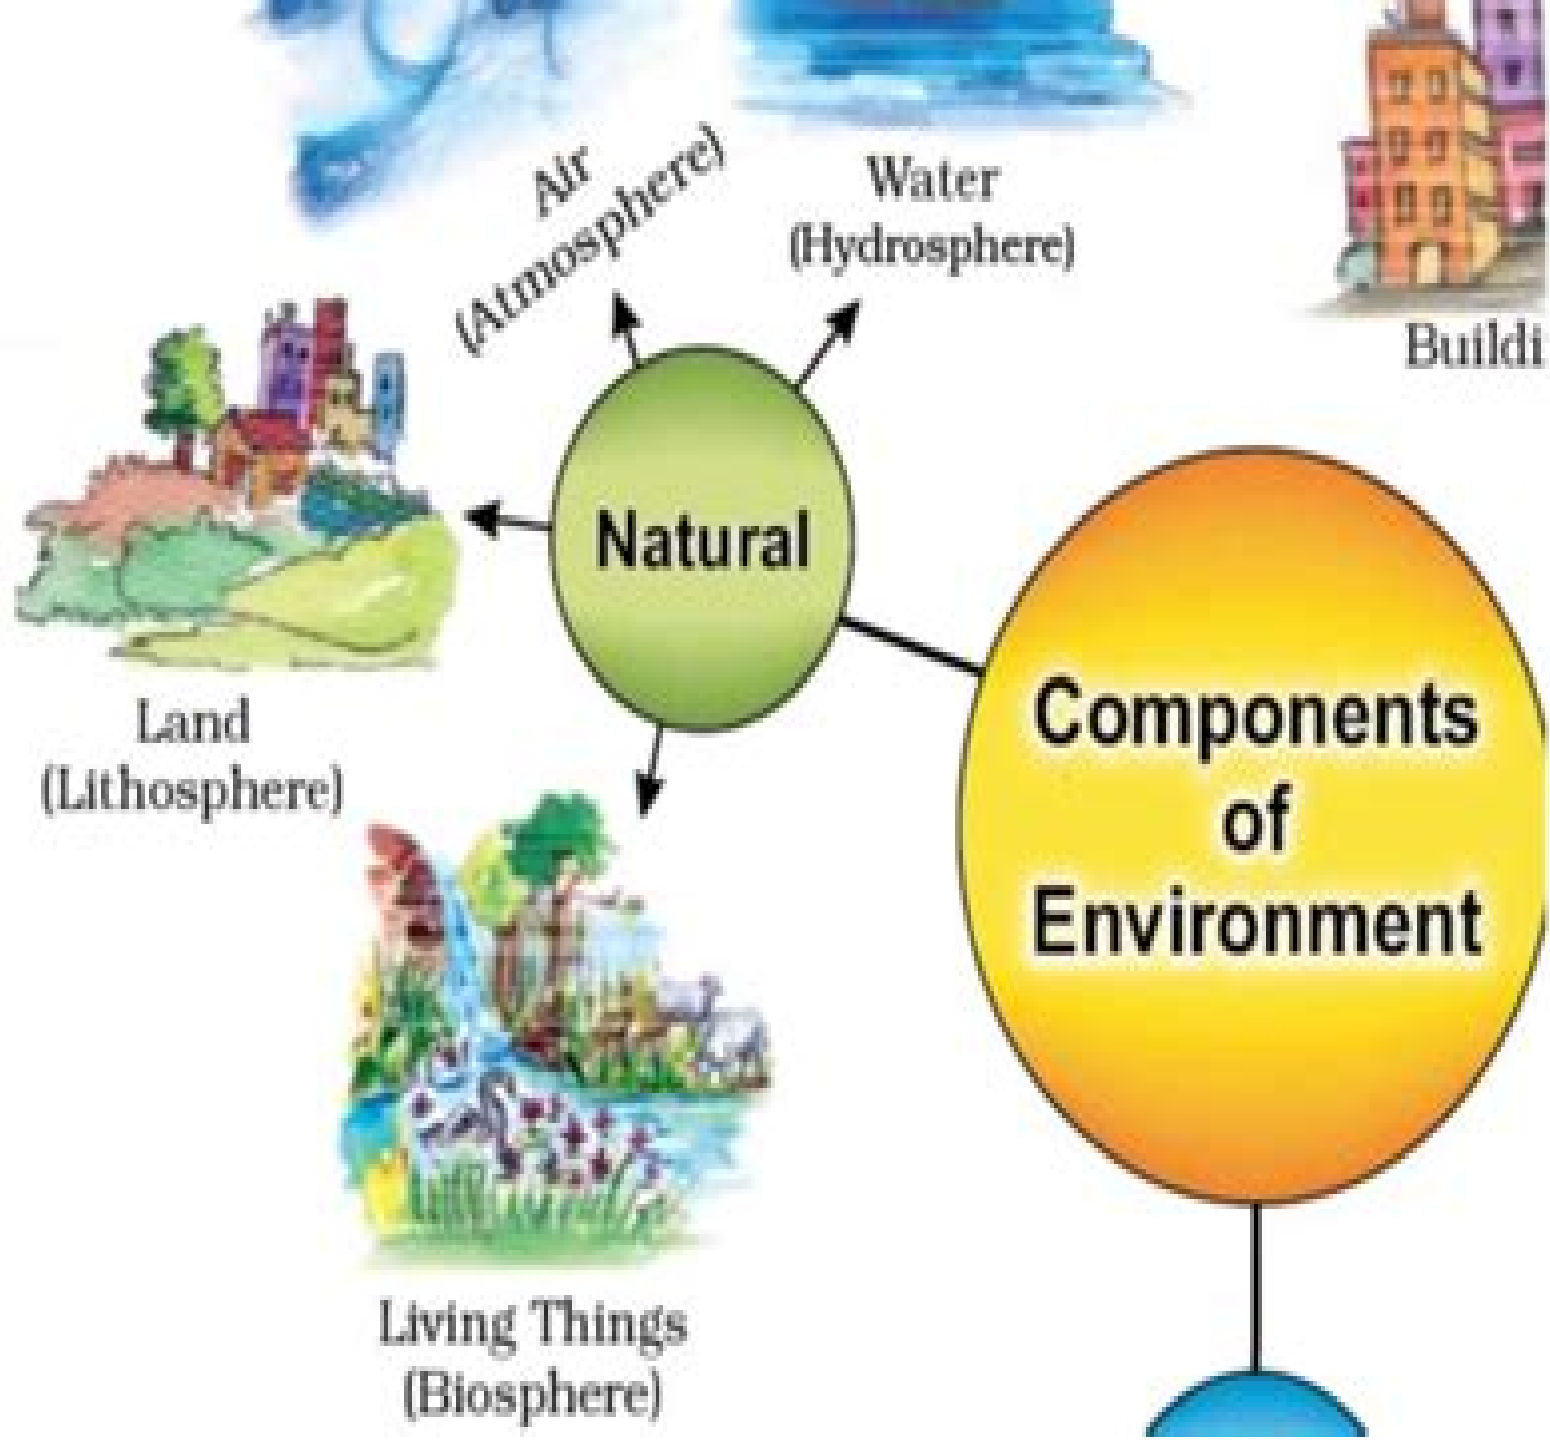 Air
(Atmosphere)
Water
(Hydrosphere)
Buildi
Natural
Land
(Lithosphere)
Components
of
Environment
Living Things
(Biosphere)